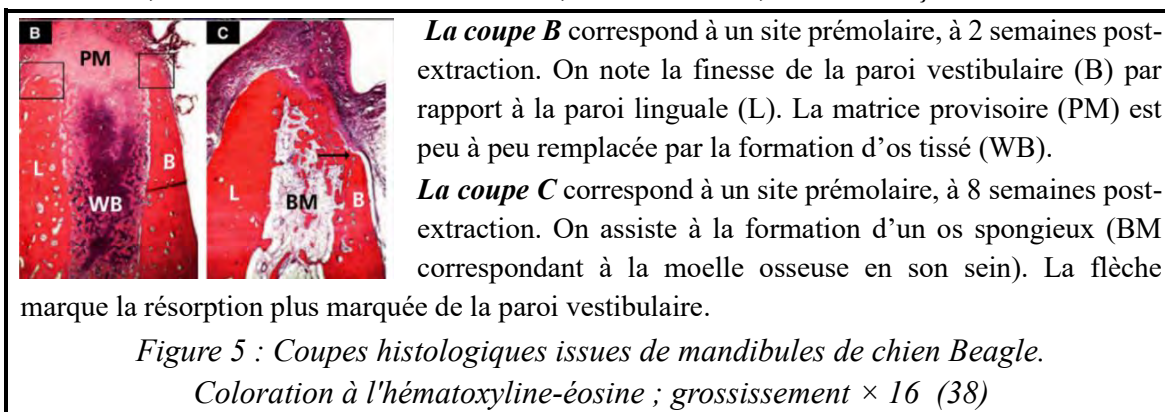 B
PM
L
B
WB
C
L
BM
B
La coupe B correspond à un site prémolaire, à 2 semaines post-
extraction. On note la finesse de la paroi vestibulaire (B) par
rapport à la paroi linguale (L). La matrice provisoire (PM) est
peu à peu remplacée par la formation d’os tissé (WB).
La coupe C correspond à un site prémolaire, à 8 semaines post-
extraction. On assiste à la formation d’un os spongieux (BM
correspondant à la moelle osseuse en son sein). La flèche
marque la résorption plus marquée de la paroi vestibulaire.
Figure 5 : Coupes histologiques issues de mandibules de chien Beagle.
Coloration à l'hématoxyline-éosine ; grossissement × 16 (38)